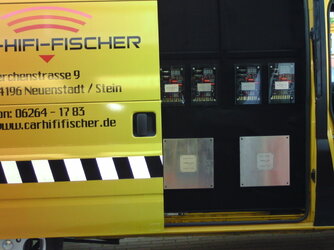 -HIFI-FISCHER
erchenstrasse 9
4196 Neuenstadt / Stein
on: 06264 - 17 83
www.carhififischer.de